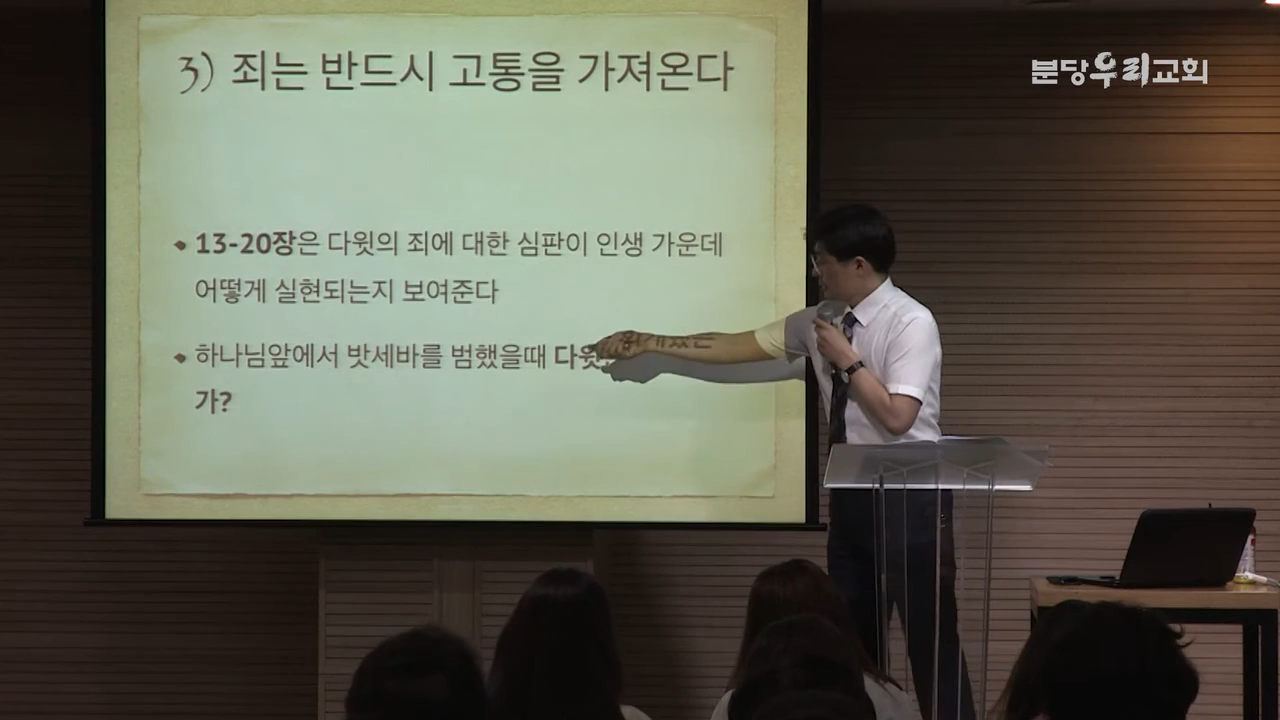 3) 죄는 반드시 고통을 가져온다
분당우리교회
13-20장은 다윗의 죄에 대한 심판이 인생 가운데
어떻게 실현되는지 보여준다
하나님앞에서 밧세바를 범했을때
가?